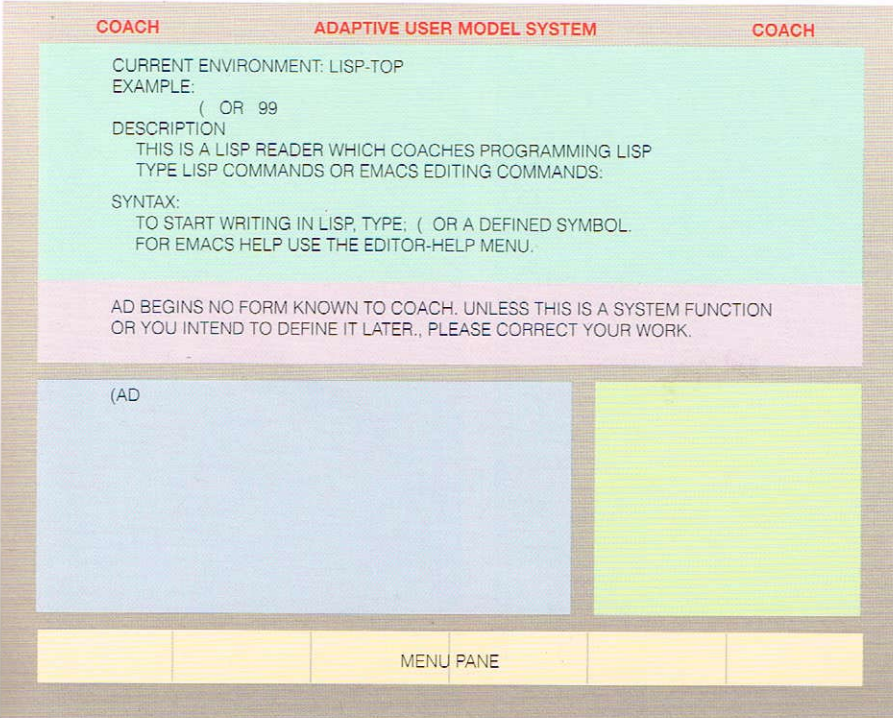 COACH ADAPTIVE USER MODEL SYSTEM COACH
CURRENT ENVIRONMENT: LISP-TOP
EXAMPLE:
( OR 99
DESCRIPTION
THIS IS A LISP READER WHICH COACHES PROGRAMMING LISP
TYPE LISP COMMANDS OR EMACS EDITING COMMANDS:
SYNTAX:
TO START WRITING IN LISP, TYPE; ( OR A DEFINED SYMBOL.
FOR EMACS HELP USE THE EDITOR-HELP MENU.
AD BEGINS NO FORM KNOWN TO COACH. UNLESS THIS IS A SYSTEM FUNCTION
OR YOU INTEND TO DEFINE IT LATER., PLEASE CORRECT YOUR WORK.
(AD
MENU PANE